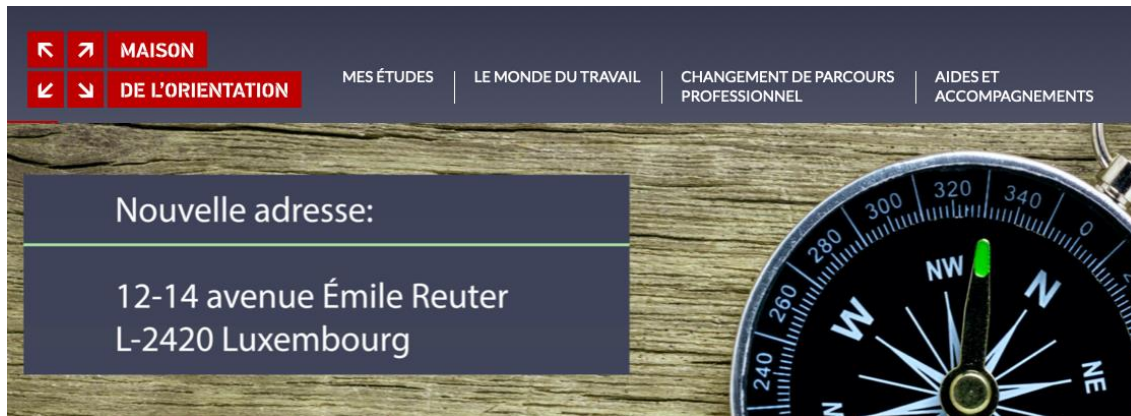 MAISON
DE L'ORIENTATION
MES ÉTUDES
LE MONDE DU TRAVAIL
CHANGEMENT DE PARCOURS
PROFESSIONNEL
AIDES ET
ACCOMPAGNEMENTS
Nouvelle adresse:
12-14 avenue Émile Reuter
L-2420 Luxembourg
240
260
280
300
320
340
0
W
NW
N
NE